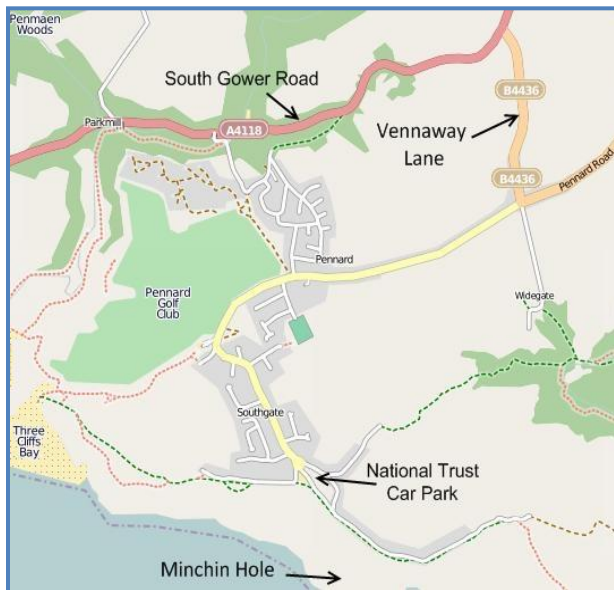 Penmaen
Woods
South Gower Road
Parkmill
A4118
B4436
Vennaway
Lane
B4436
Pennard Road
Pennard
Pennard
Golf
Club
Widegate
Southgate
Three
Cliffs
Bay
National Trust
Car Park
Minchin Hole